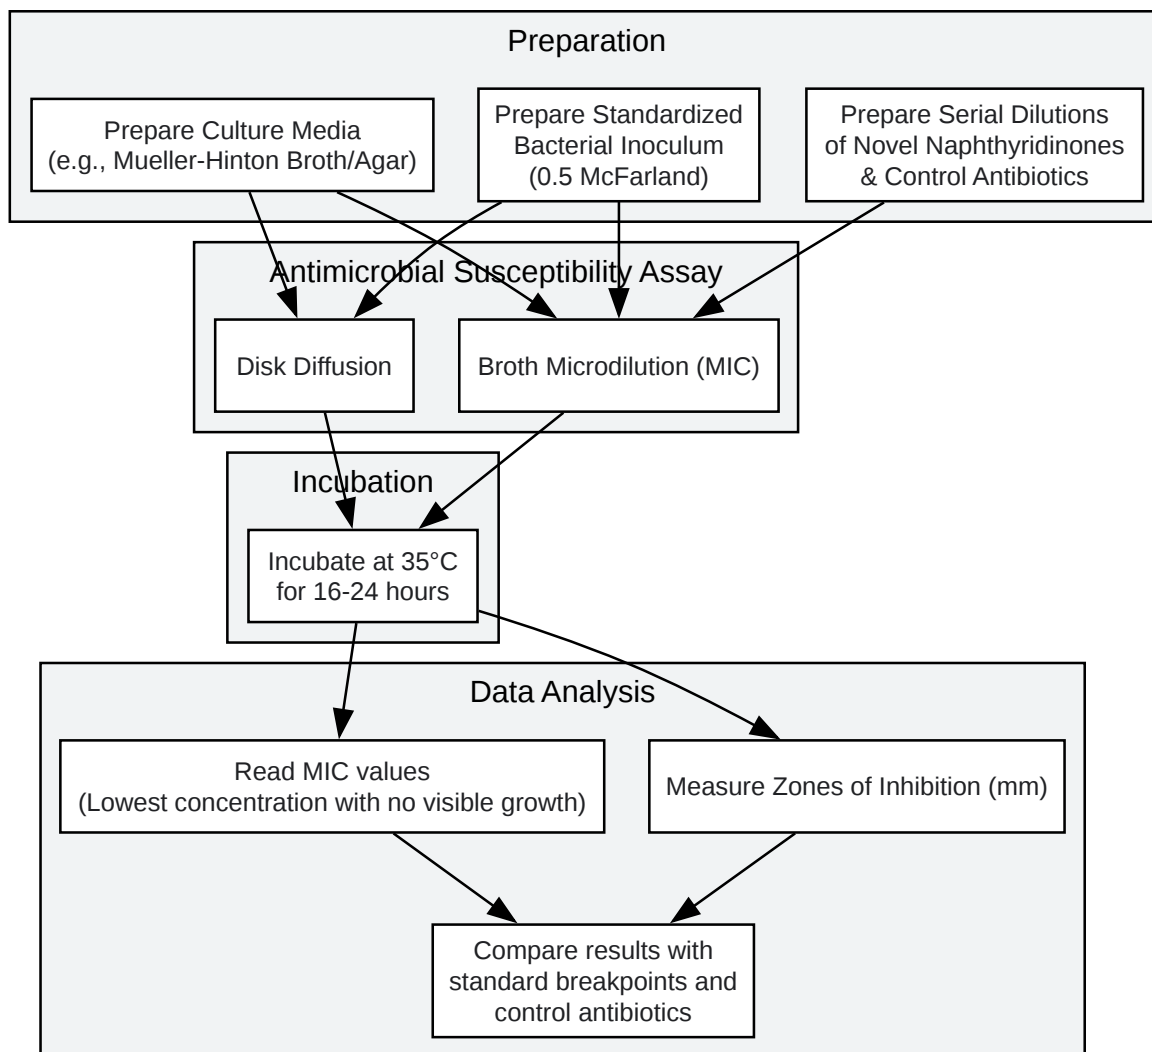 Preparation
Prepare Culture Media
(e.g., Mueller-Hinton Broth/Agar)
Prepare Standardized
Bacterial Inoculum
(0.5 McFarland)
Prepare Serial Dilutions
of Novel Naphthyridinones
& Control Antibiotics
Antimicrobial Susceptibility Assay
Disk Diffusion
Broth Microdilution (MIC)
Incubation
Incubate at 35°C
for 16-24 hours
Data Analysis
Read MIC values
(Lowest concentration with no visible growth)
Measure Zones of Inhibition (mm)
Compare results with
standard breakpoints and
control antibiotics